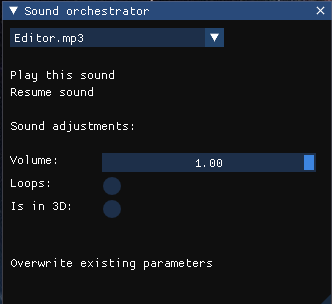 Sound orchestrator
Editor.mp3
Play this sound
Resume sound
Sound adjustments:
Volume: 1.00
Loops:
Is in 3D:
Overwrite existing parameters